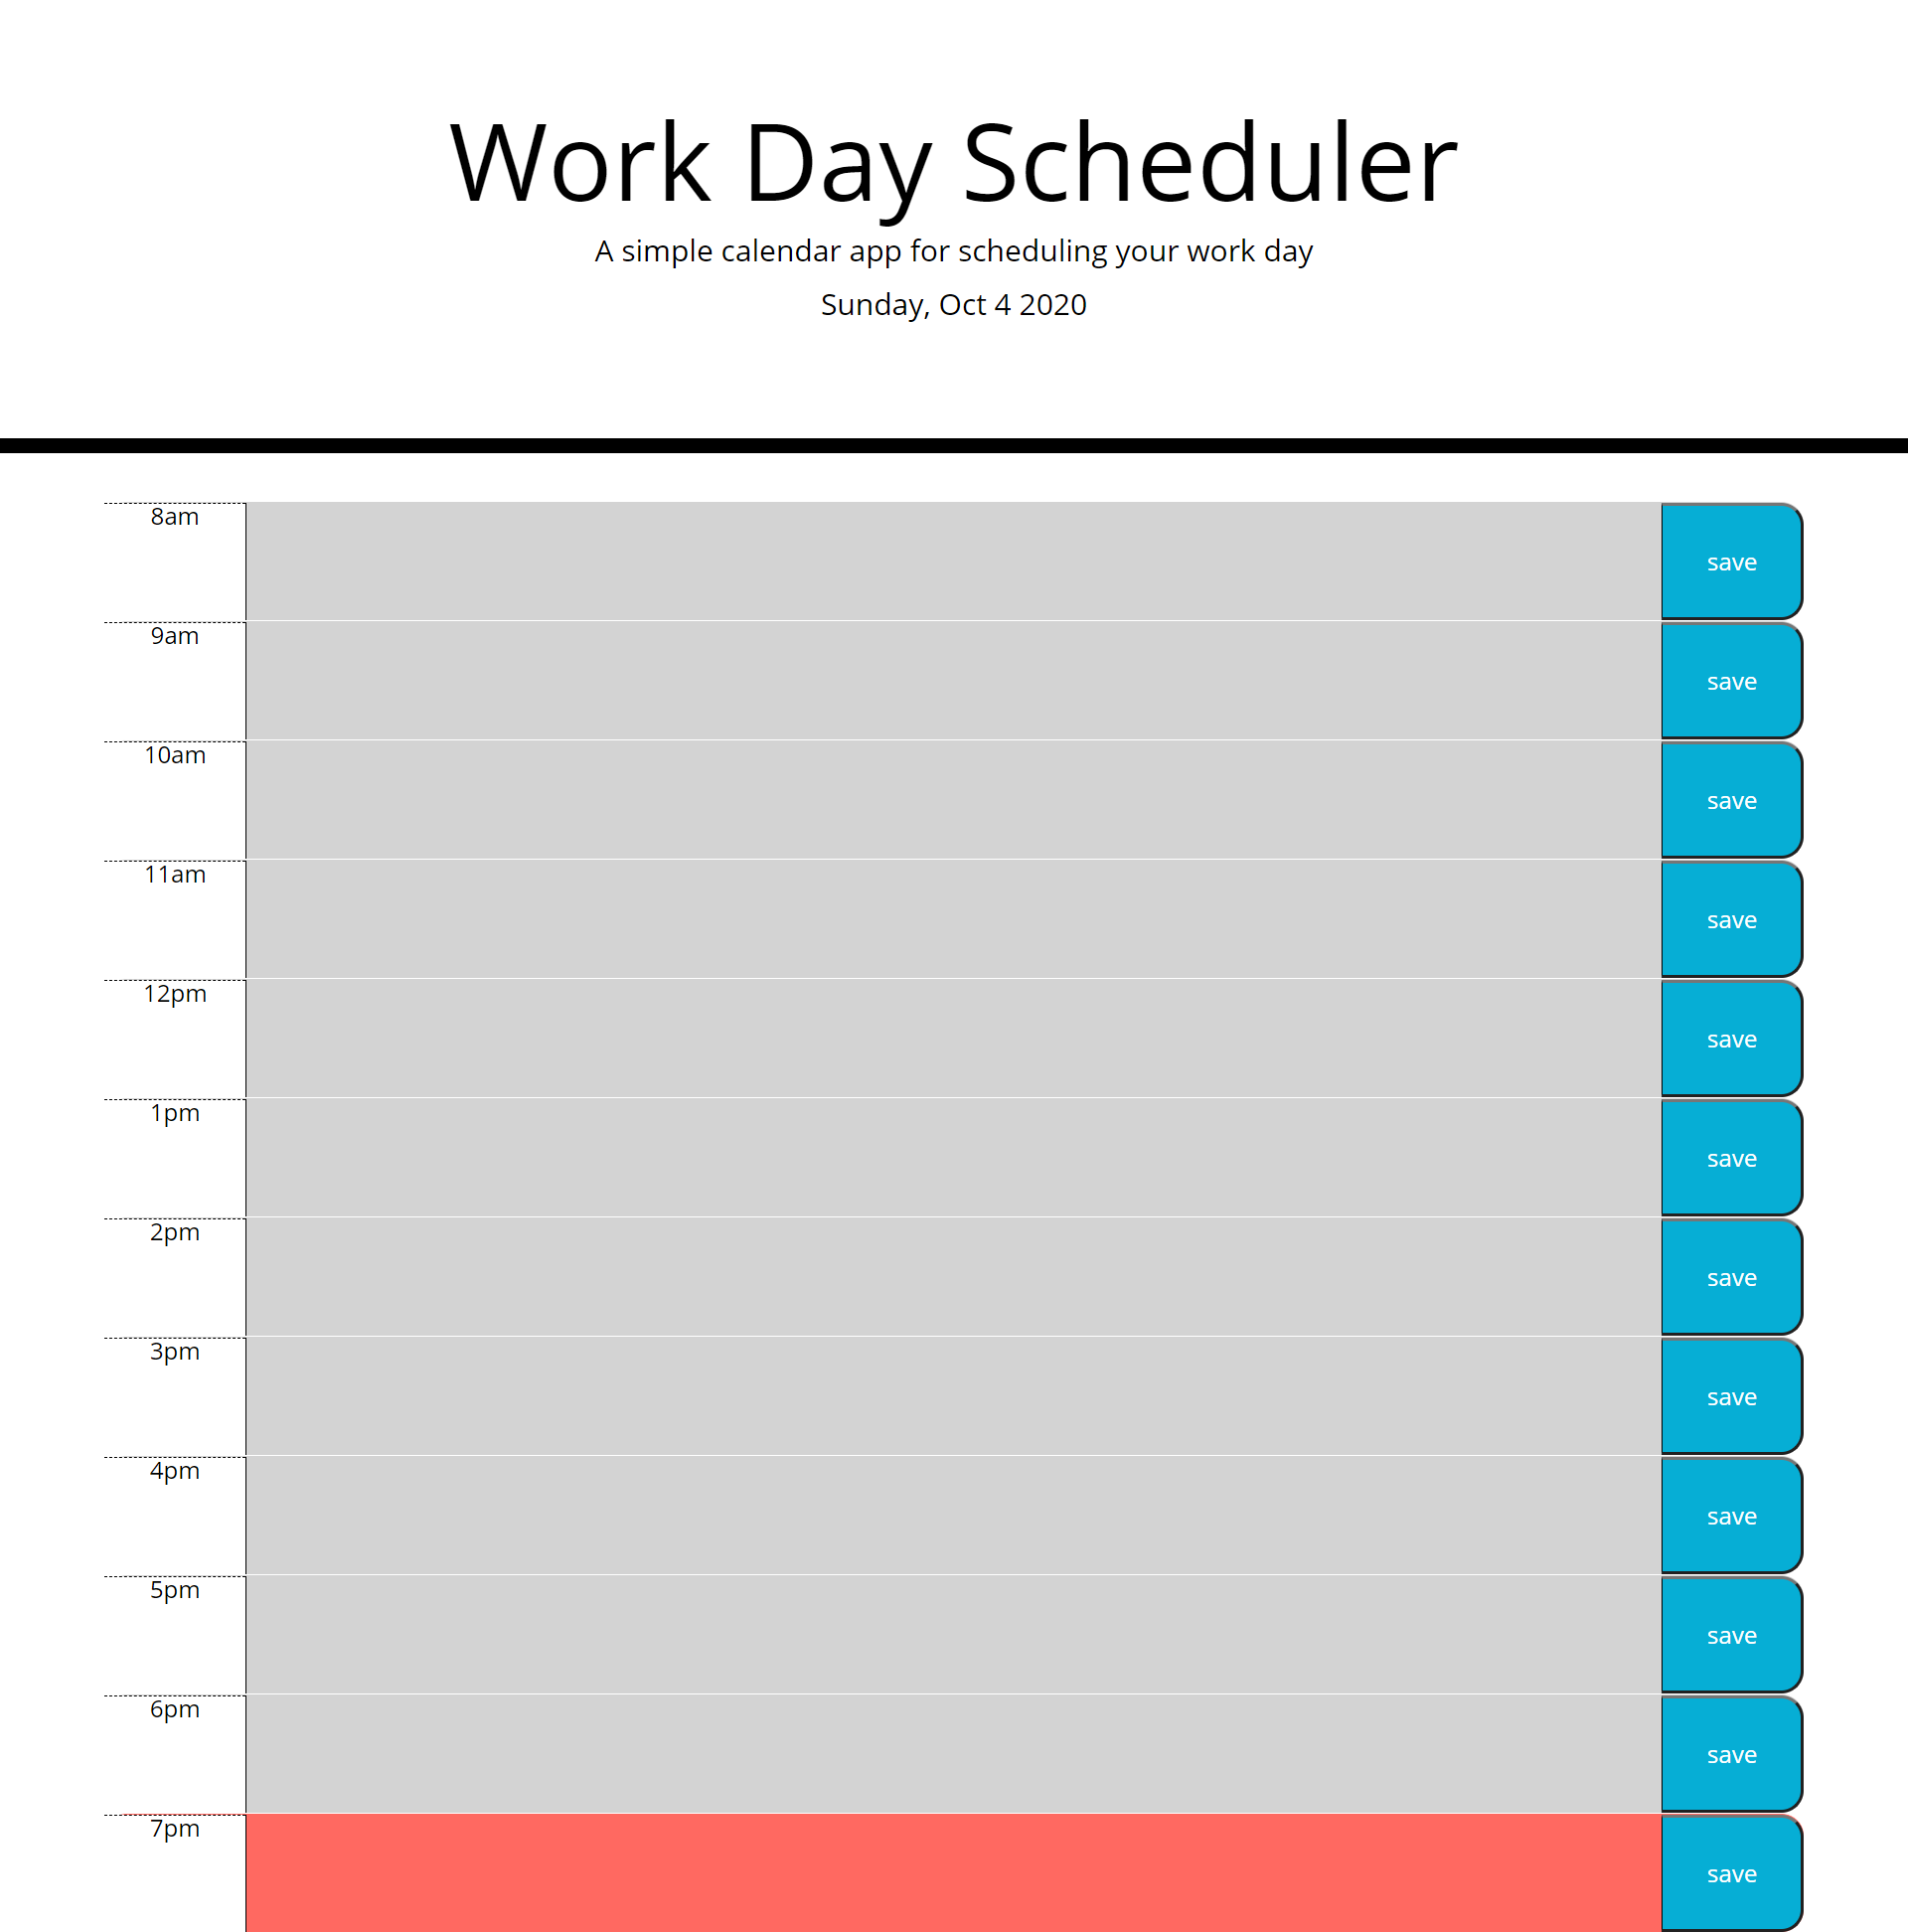 Work Day Scheduler
A simple calendar app for scheduling your work day
Sunday, Oct 4 2020
8am
save
9am
save
10am
save
11am
save
12pm
save
1pm
save
2pm
save
3pm
save
4pm
save
5pm
save
6pm
save
7pm
save